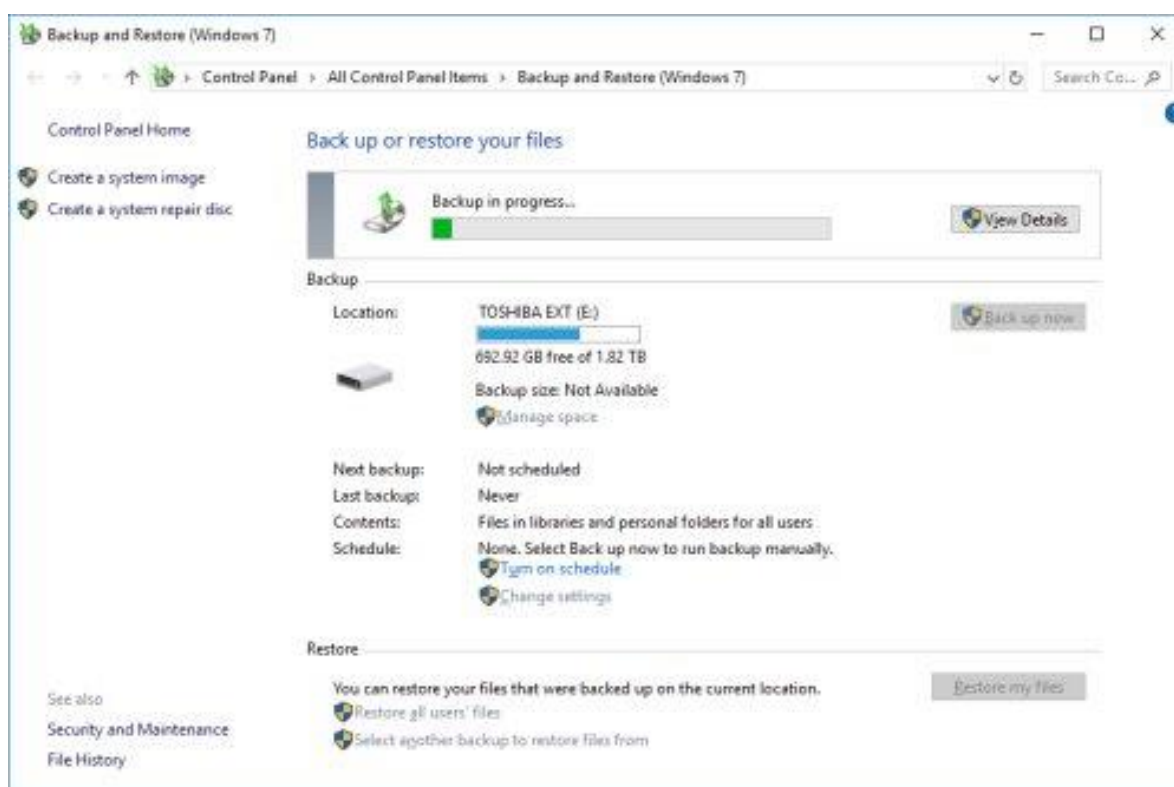 Backup and Restore (Windows 7)
Control Panel > All Control Panel Items > Backup and Restore (Windows 7)
Search Co...
Control Panel Home
Create a system image
Create a system repair disc
Back up or restore your files
Backup in progress...
View Details
Backup
Location:
TOSHIBA EXT (E:)
Back up now
692.92 GB free of 1.82 TB
Backup size: Not Available
Manage space
Next backup: Not scheduled
Last backup: Never
Contents: Files in libraries and personal folders for all users
Schedule: None. Select Back up now to run backup manually.
Turn on schedule
Change settings
Restore
You can restore your files that were backed up on the current location.
Restore my files
Restore all users' files
Select another backup to restore files from
See also
Security and Maintenance
File History